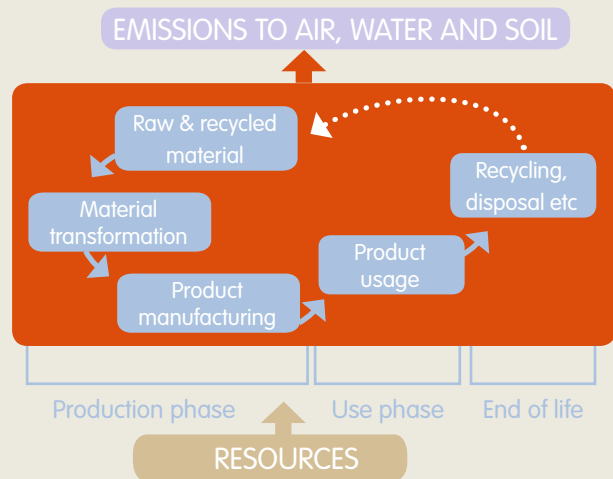 EMISSIONS TO AIR, WATER AND SOIL
Raw & recycled
material
Recycling,
disposal etc
Material
transformation
Product
usage
Product
manufacturing
Production phase
Use phase
End of life
RESOURCES